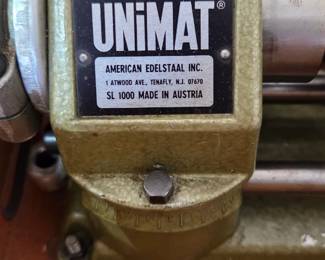 UNiMAT®
AMERICAN EDELSTAAL INC.
1 ATWOOD AVE., TENAFLY, N.J. 07670
SL 1000 MADE IN AUSTRIA